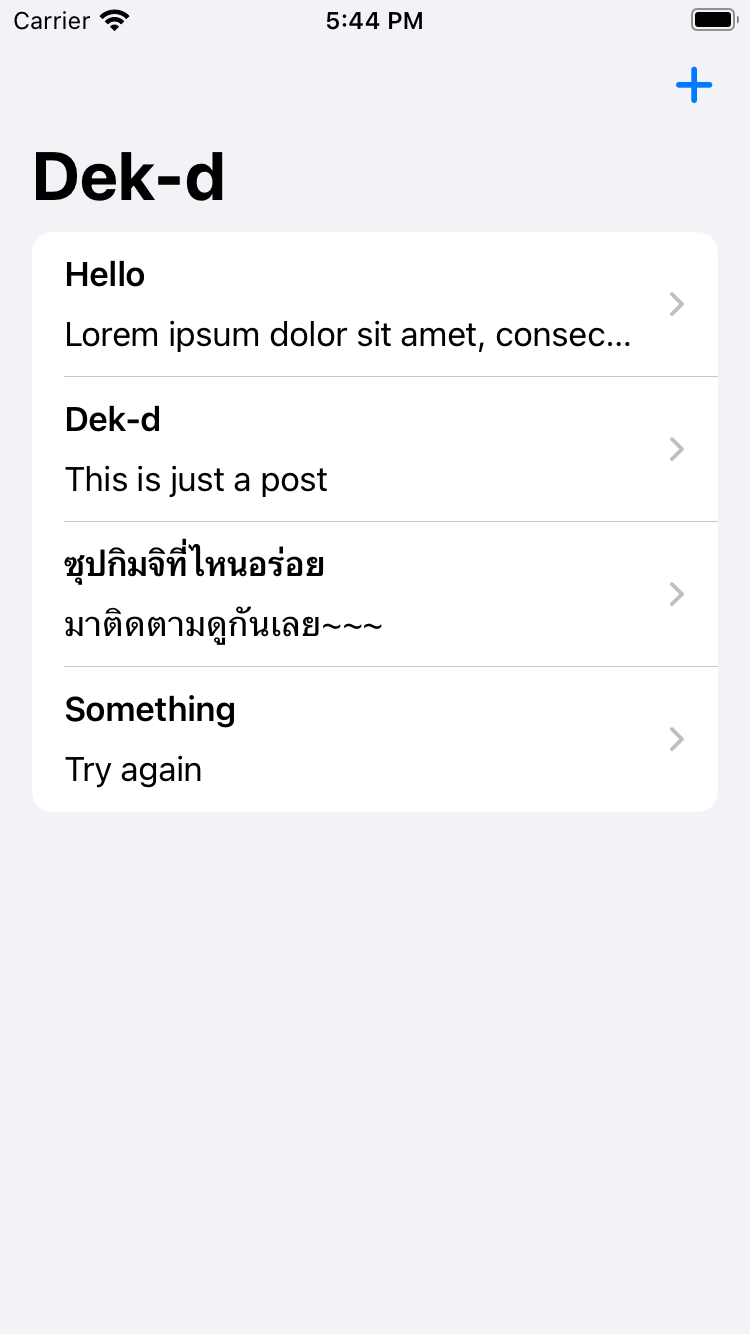 Carrier 5:44 PM
Dek-d
Hello
Lorem ipsum dolor sit amet, consec...
Dek-d
This is just a post
ซุปกิมจิที่ไหนอร่อย
มาติดตามดูกันเลย~~~
Something
Try again